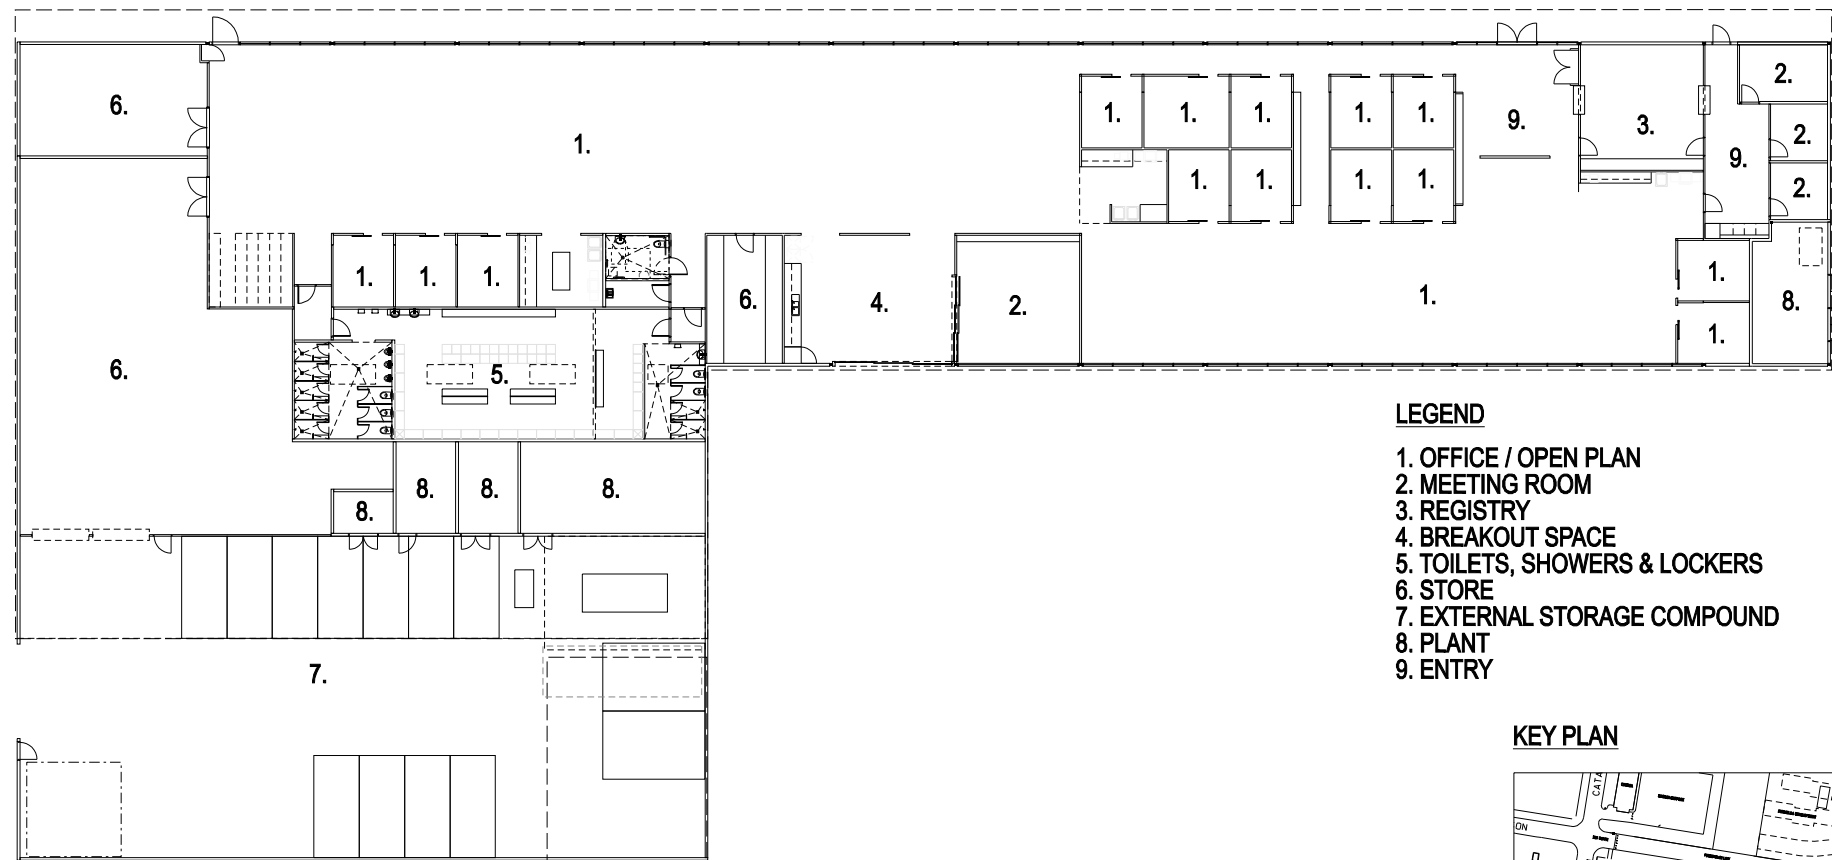 6.
1.
1.
1.
1.
1.
1.
9.
3.
2.
2.
9.
2.
1.
1.
1.
1.
1.
1.
1.
6.
4.
2.
1.
1.
8.
1.
6.
5.
8.
8.
8.
8.
7.
LEGEND
1. OFFICE / OPEN PLAN
2. MEETING ROOM
3. REGISTRY
4. BREAKOUT SPACE
5. TOILETS, SHOWERS & LOCKERS
6. STORE
7. EXTERNAL STORAGE COMPOUND
8. PLANT
9. ENTRY
KEY PLAN
CATA
ON